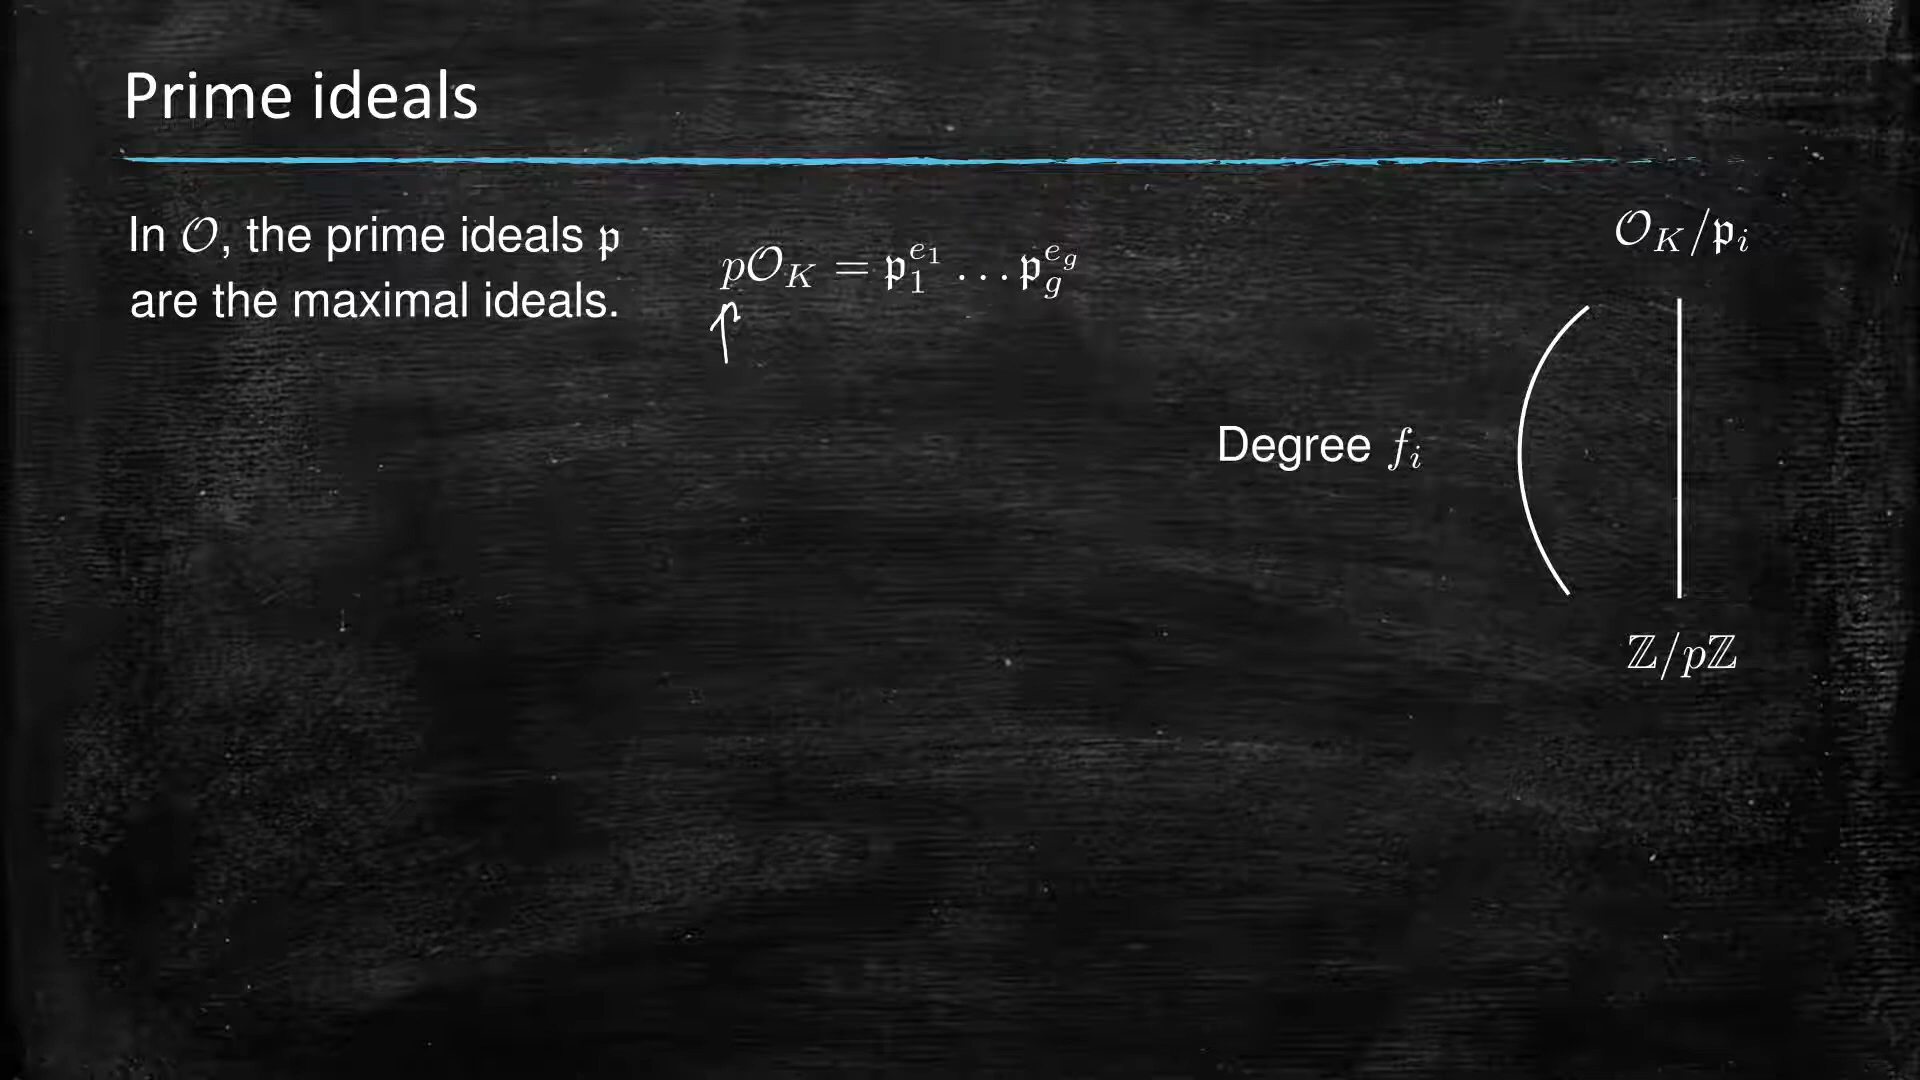 Prime ideals
In 𝒪, the prime ideals 𝔭
are the maximal ideals.
p𝒪_K = 𝔭_1^{e_1} … 𝔭_g^{e_g}
𝒪_K/𝔭_i
Degree f_i
ℤ/pℤ